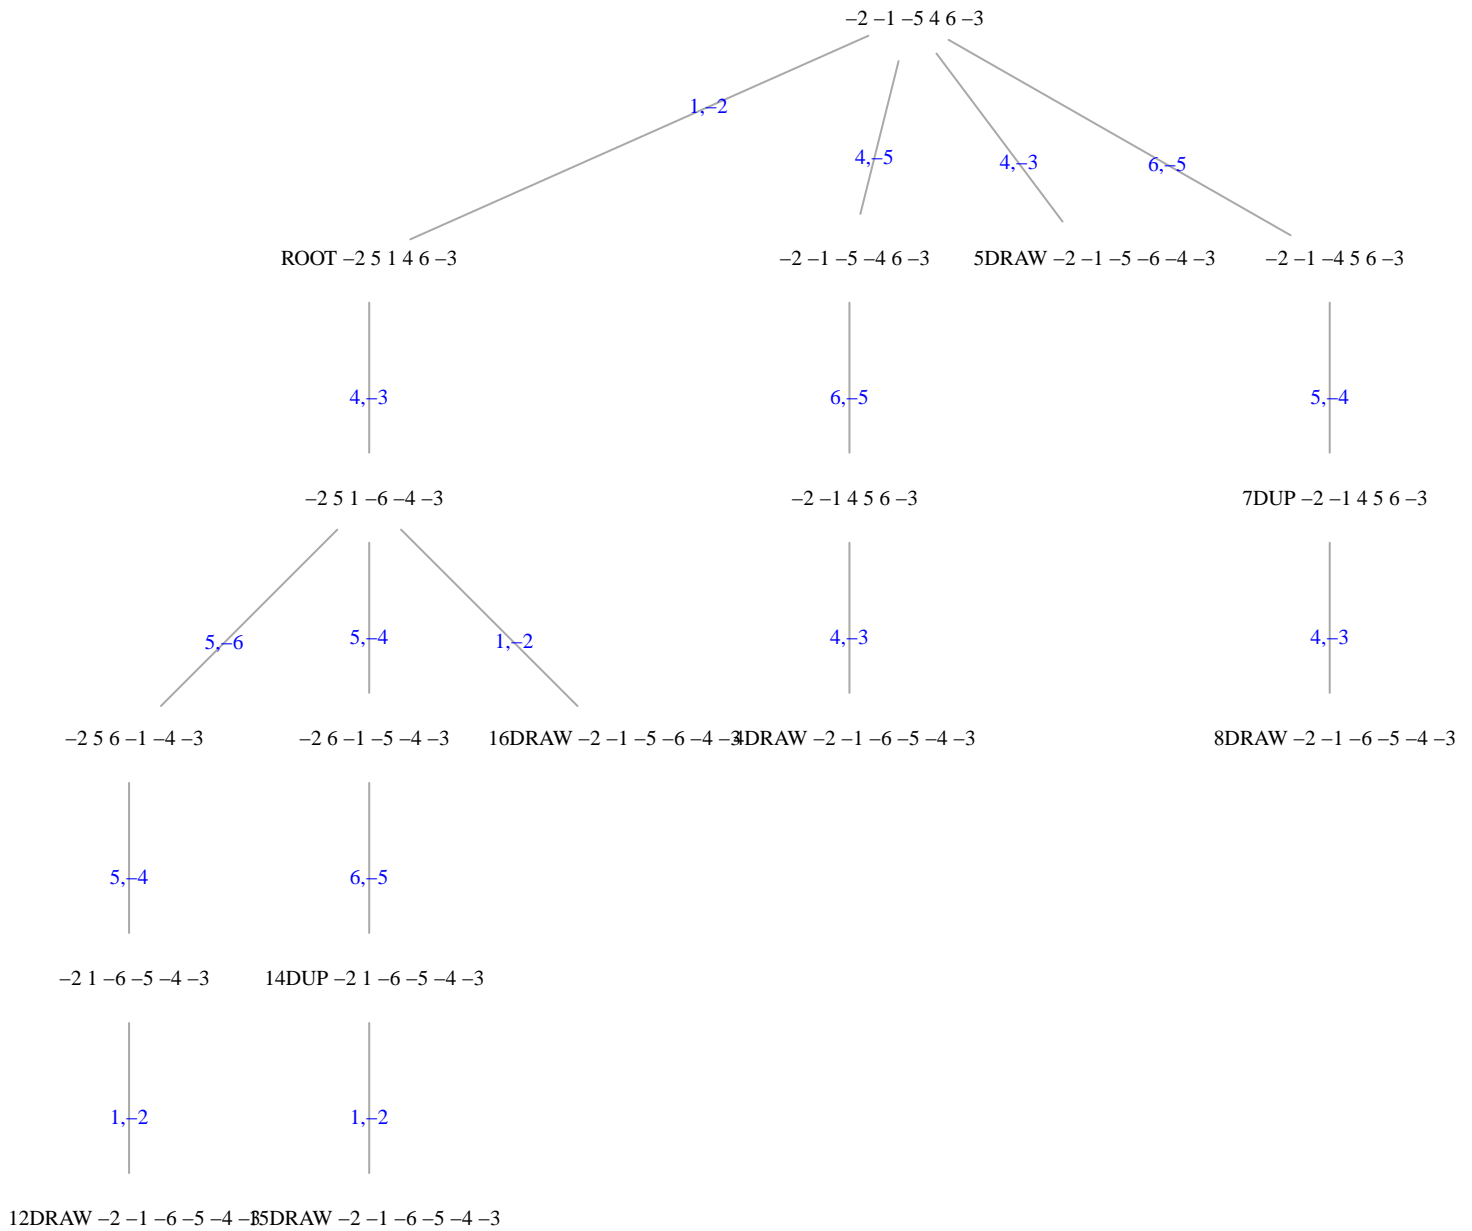 –2 –1 –5 4 6 –3
1,–2
4,–5
4,–3
6,–5
ROOT –2 5 1 4 6 –3
–2 –1 –5 –4 6 –3
5DRAW –2 –1 –5 –6 –4 –3
–2 –1 –4 5 6 –3
4,–3
6,–5
5,–4
–2 5 1 –6 –4 –3
–2 –1 4 5 6 –3
7DUP –2 –1 4 5 6 –3
5,–6
5,–4
1,–2
4,–3
4,–3
–2 5 6 –1 –4 –3
–2 6 –1 –5 –4 –3
16DRAW –2 –1 –5 –6 –4 –3
4DRAW –2 –1 –6 –5 –4 –3
8DRAW –2 –1 –6 –5 –4 –3
5,–4
6,–5
–2 1 –6 –5 –4 –3
14DUP –2 1 –6 –5 –4 –3
1,–2
1,–2
12DRAW –2 –1 –6 –5 –4 –3
15DRAW –2 –1 –6 –5 –4 –3